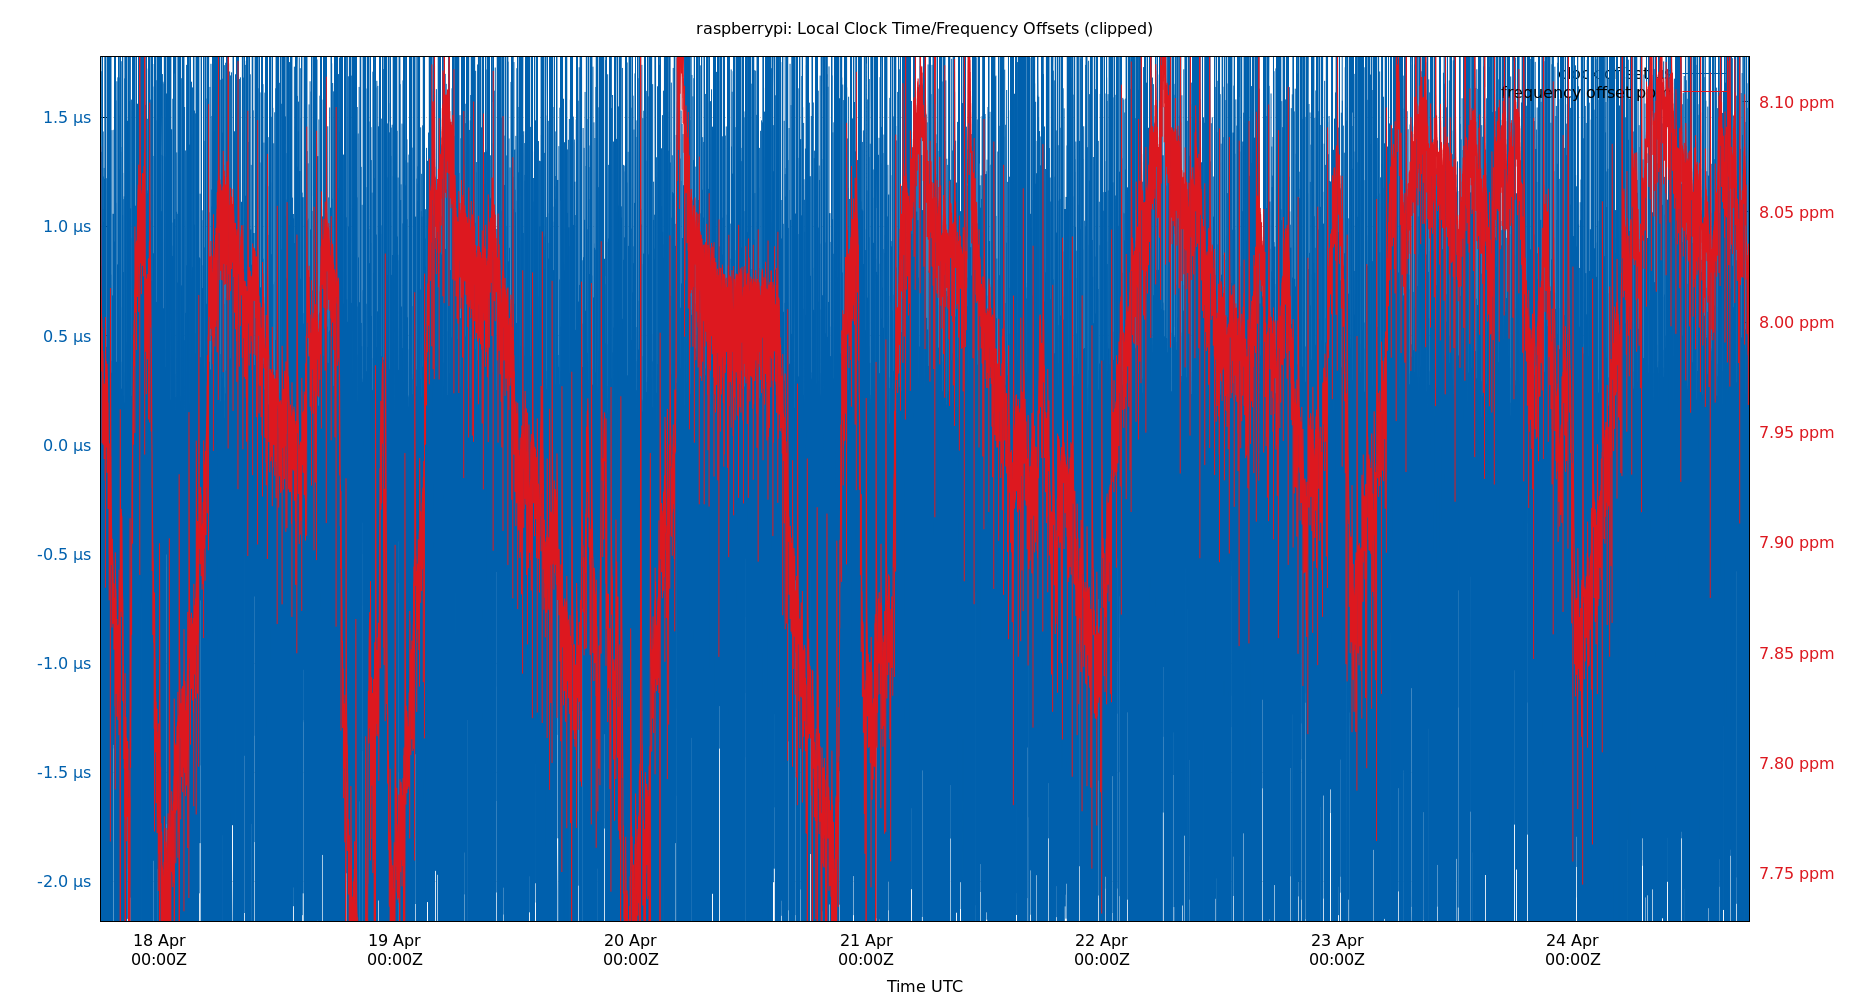 raspberrypi: Local Clock Time/Frequency Offsets (clipped)
clock offset
frequency offset
1.5 µs
1.0 µs
0.5 µs
0.0 µs
-0.5 µs
-1.0 µs
-1.5 µs
-2.0 µs
8.10 ppm
8.05 ppm
8.00 ppm
7.95 ppm
7.90 ppm
7.85 ppm
7.80 ppm
7.75 ppm
18 Apr 19 Apr 20 Apr 21 Apr 22 Apr 23 Apr 24 Apr
00:00Z 00:00Z 00:00Z 00:00Z 00:00Z 00:00Z 00:00Z
Time UTC